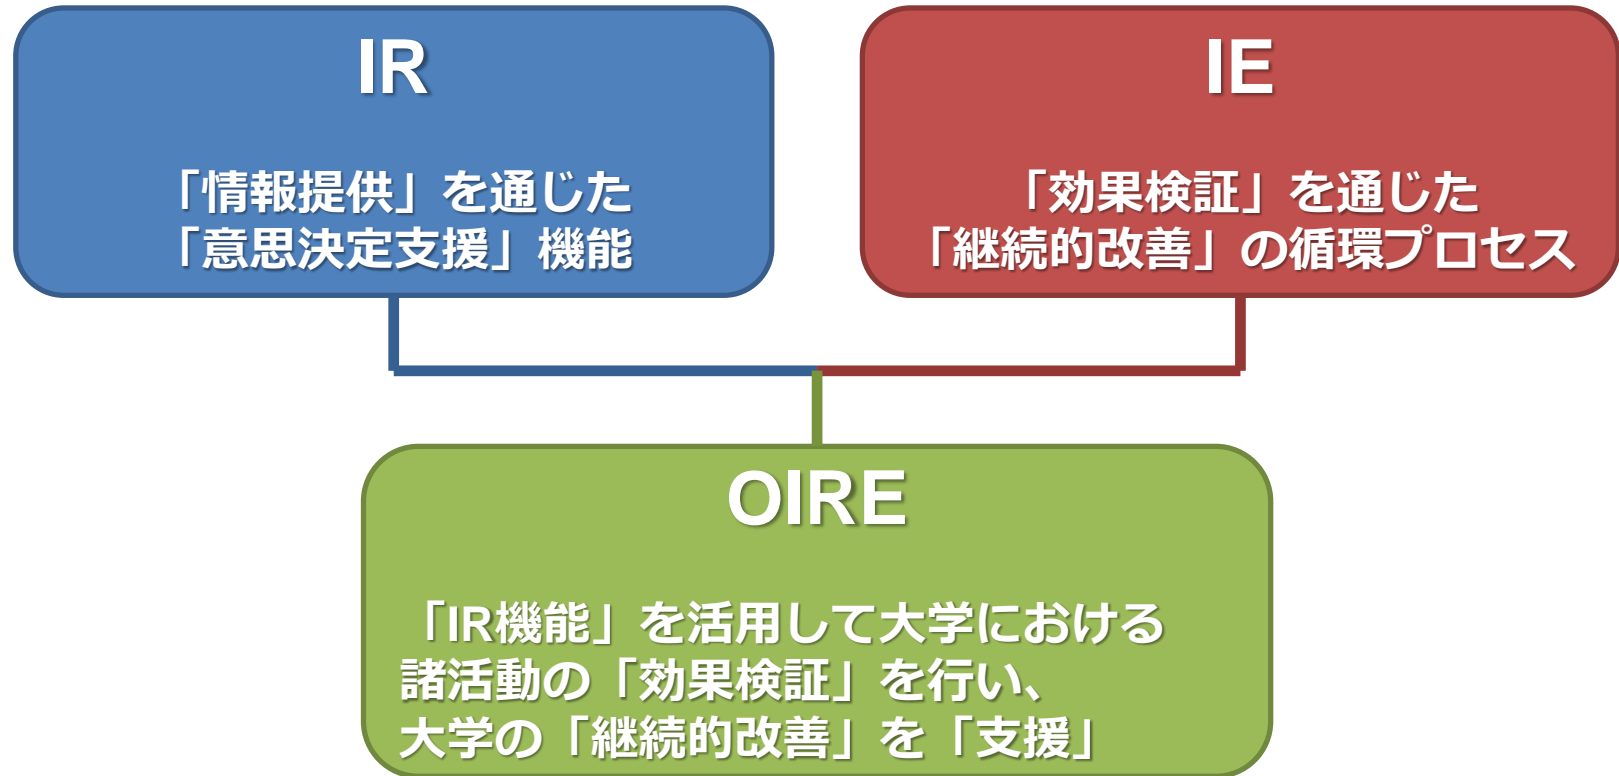 IR
「情報提供」を通じた
「意思決定支援」機能
IE
「効果検証」を通じた
「継続的改善」の循環プロセス
OIRE
「IR機能」を活用して大学における
諸活動の「効果検証」を行い、
大学の「継続的改善」を「支援」